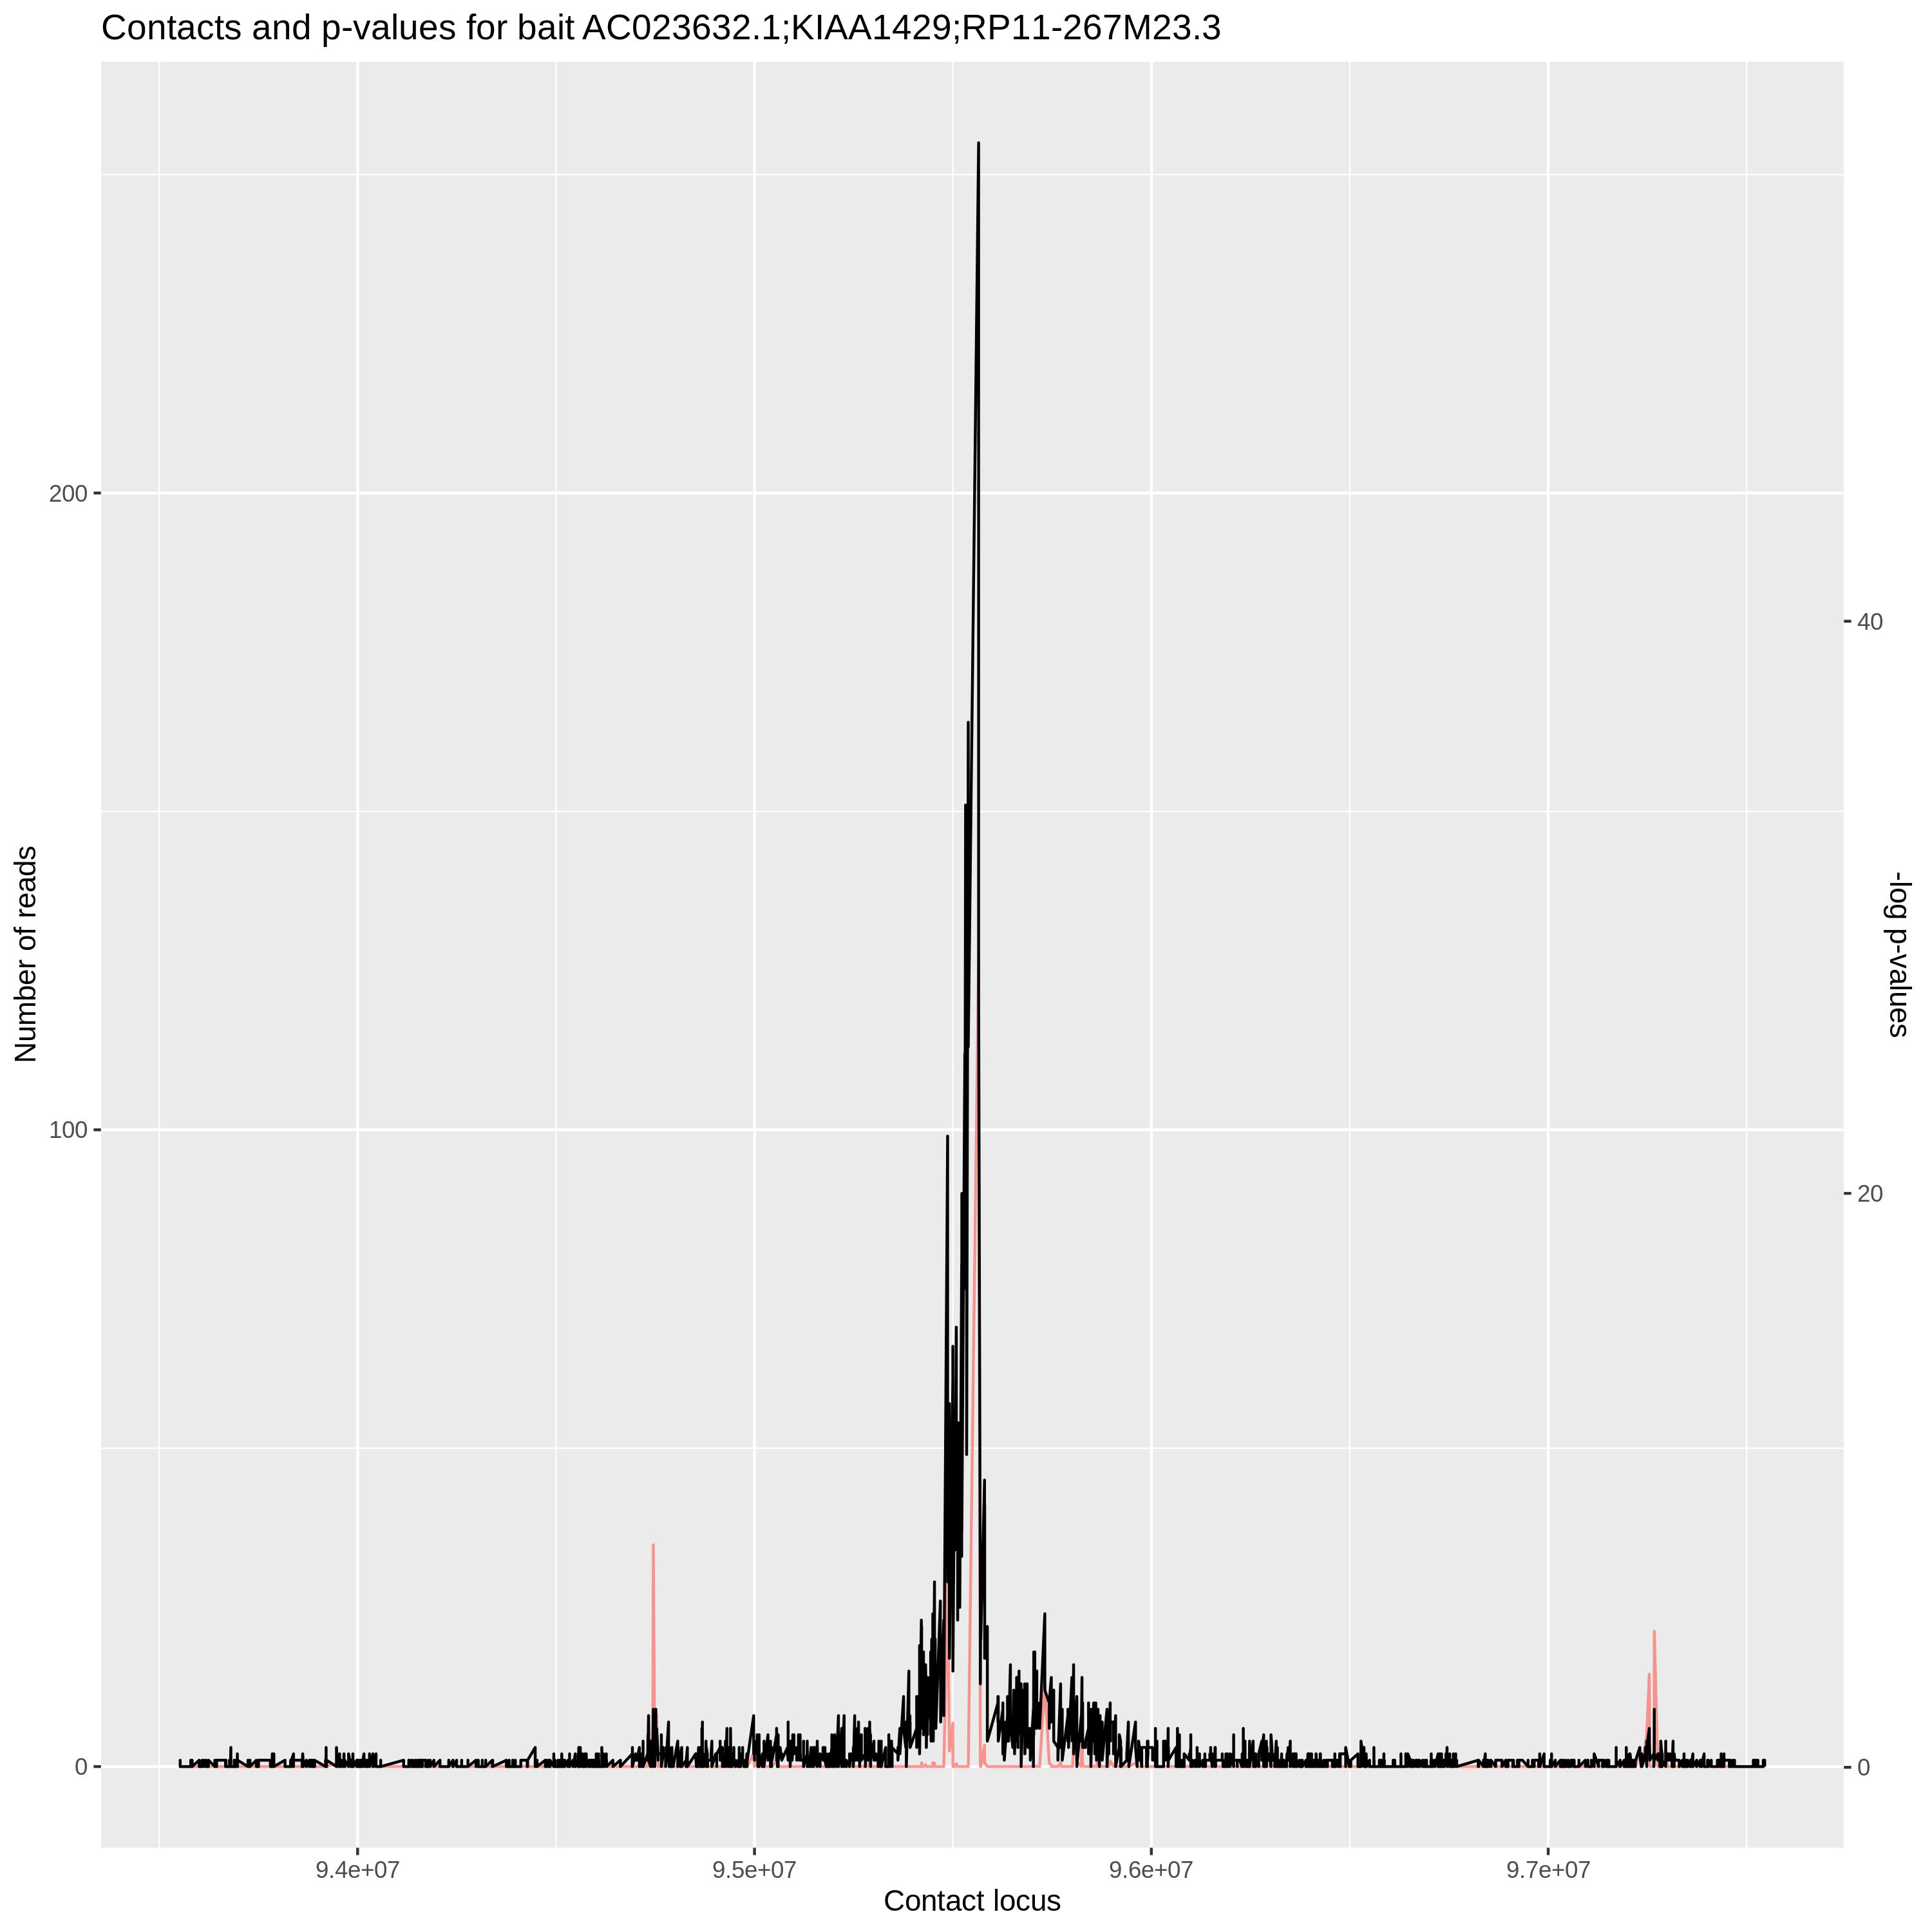 Contacts and p-values for bait AC023632.1;KIAA1429;RP11-267M23.3
Number of reads
200
100
0
40
20
0
-log p-values
9.4e+07 9.5e+07 9.6e+07 9.7e+07
Contact locus